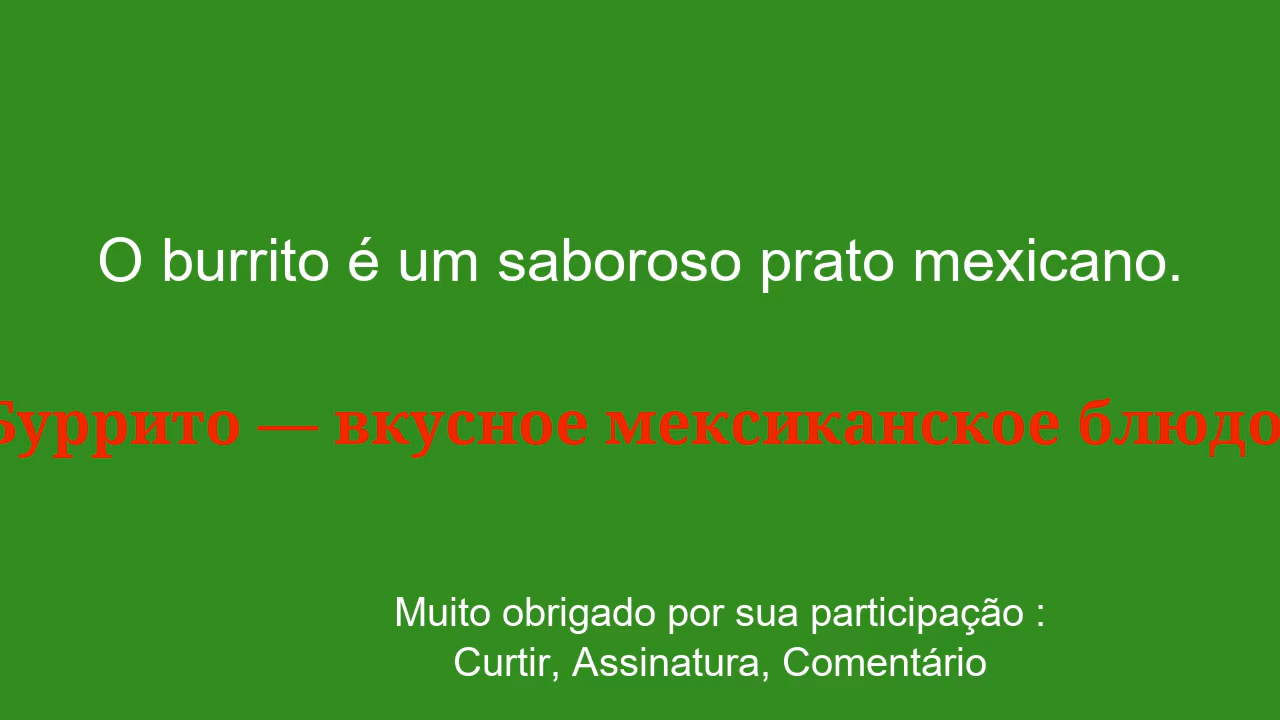 O burrito é um saboroso prato mexicano.
Буррито — вкусное мексиканское блюдо
Muito obrigado por sua participação :
Curtir, Assinatura, Comentário